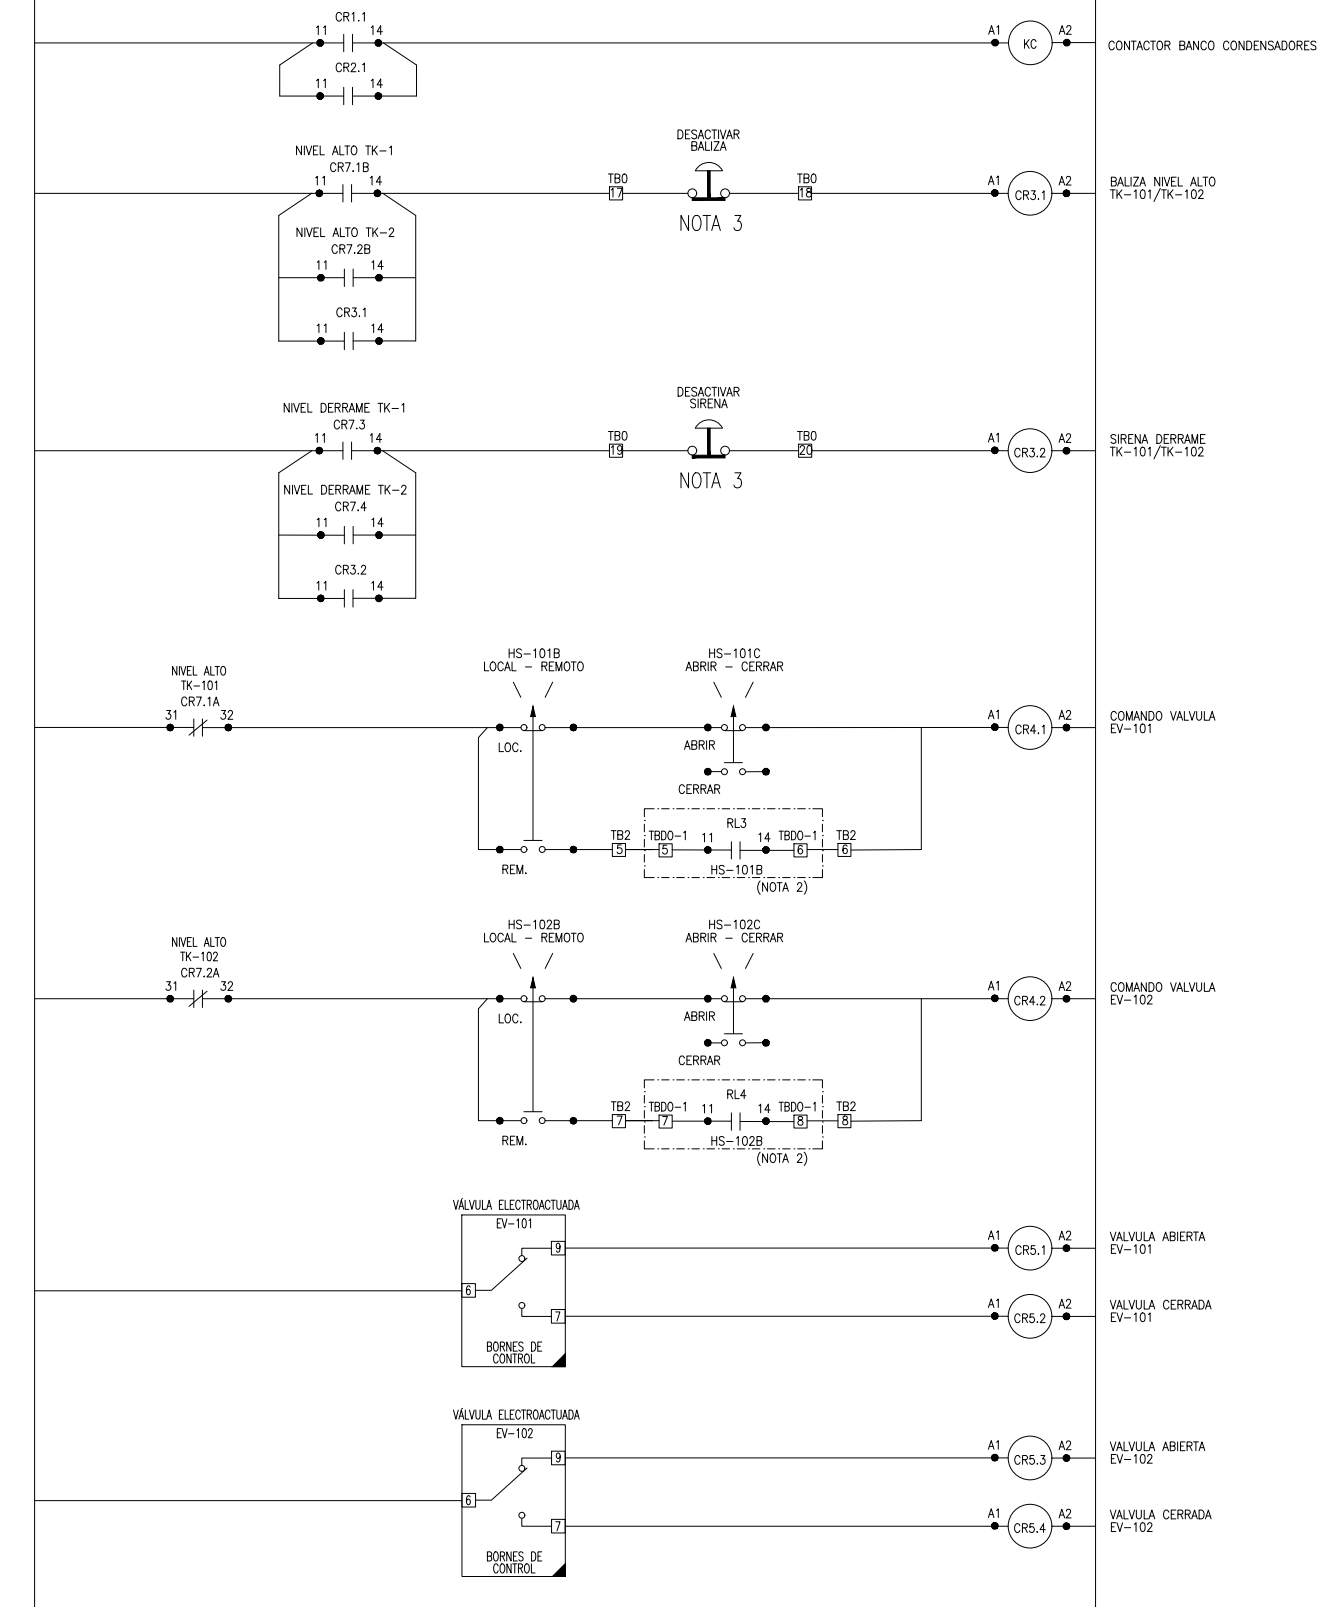 CR1.1
11 14 A1 KC A2 CONTACTOR BANCO CONDENSADORES
CR2.1
11 14
NIVEL ALTO TK-1
CR7.1B
DESACTIVAR
BALIZA
11 14 TB0 17 TB0 18 A1 CR3.1 A2
BALIZA NIVEL ALTO
TK-101/TK-102
NOTA 3
NIVEL ALTO TK-2
CR7.2B
11 14
CR3.1
11 14
NIVEL DERRAME TK-1
CR7.3
DESACTIVAR
SIRENA
11 14 TB0 19 TB0 20 A1 CR3.2 A2
SIRENA DERRAME
TK-101/TK-102
NOTA 3
NIVEL DERRAME TK-2
CR7.4
11 14
CR3.2
11 14
NIVEL ALTO
TK-101
CR7.1A
31 32
HS-101B
LOCAL - REMOTO
HS-101C
ABRIR - CERRAR
A1 CR4.1 A2
COMANDO VALVULA
EV-101
LOC.
ABRIR
CERRAR
REM.
TB2 5 TBDO-1 5 11 RL3 14 TBDO-1 6 TB2 6
HS-101B
(NOTA 2)
NIVEL ALTO
TK-102
CR7.2A
31 32
HS-102B
LOCAL - REMOTO
HS-102C
ABRIR - CERRAR
A1 CR4.2 A2
COMANDO VALVULA
EV-102
LOC.
ABRIR
CERRAR
REM.
TB2 7 TBDO-1 7 11 RL4 14 TBDO-1 8 TB2 8
HS-102B
(NOTA 2)
VÁLVULA ELECTROACTUADA
EV-101
9 A1 CR5.1 A2
VALVULA ABIERTA
EV-101
6
7 A1 CR5.2 A2
VALVULA CERRADA
EV-101
BORNES DE
CONTROL
VÁLVULA ELECTROACTUADA
EV-102
9 A1 CR5.3 A2
VALVULA ABIERTA
EV-102
6
7 A1 CR5.4 A2
VALVULA CERRADA
EV-102
BORNES DE
CONTROL